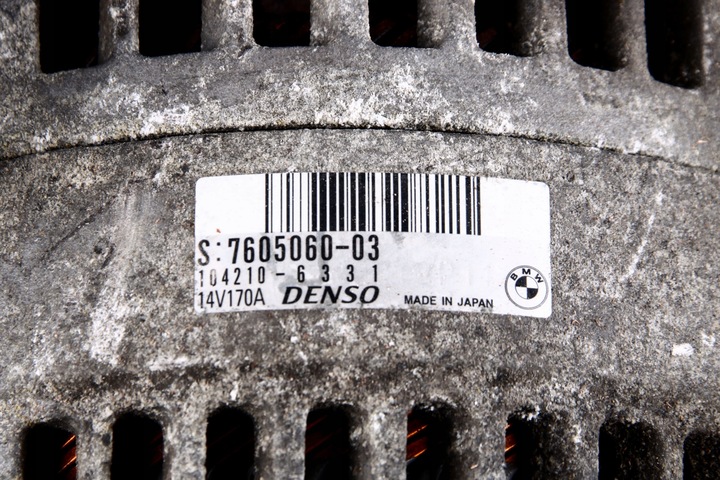 S:7605060-03
104210-6331
14V170A DENSO MADE IN JAPAN BMW